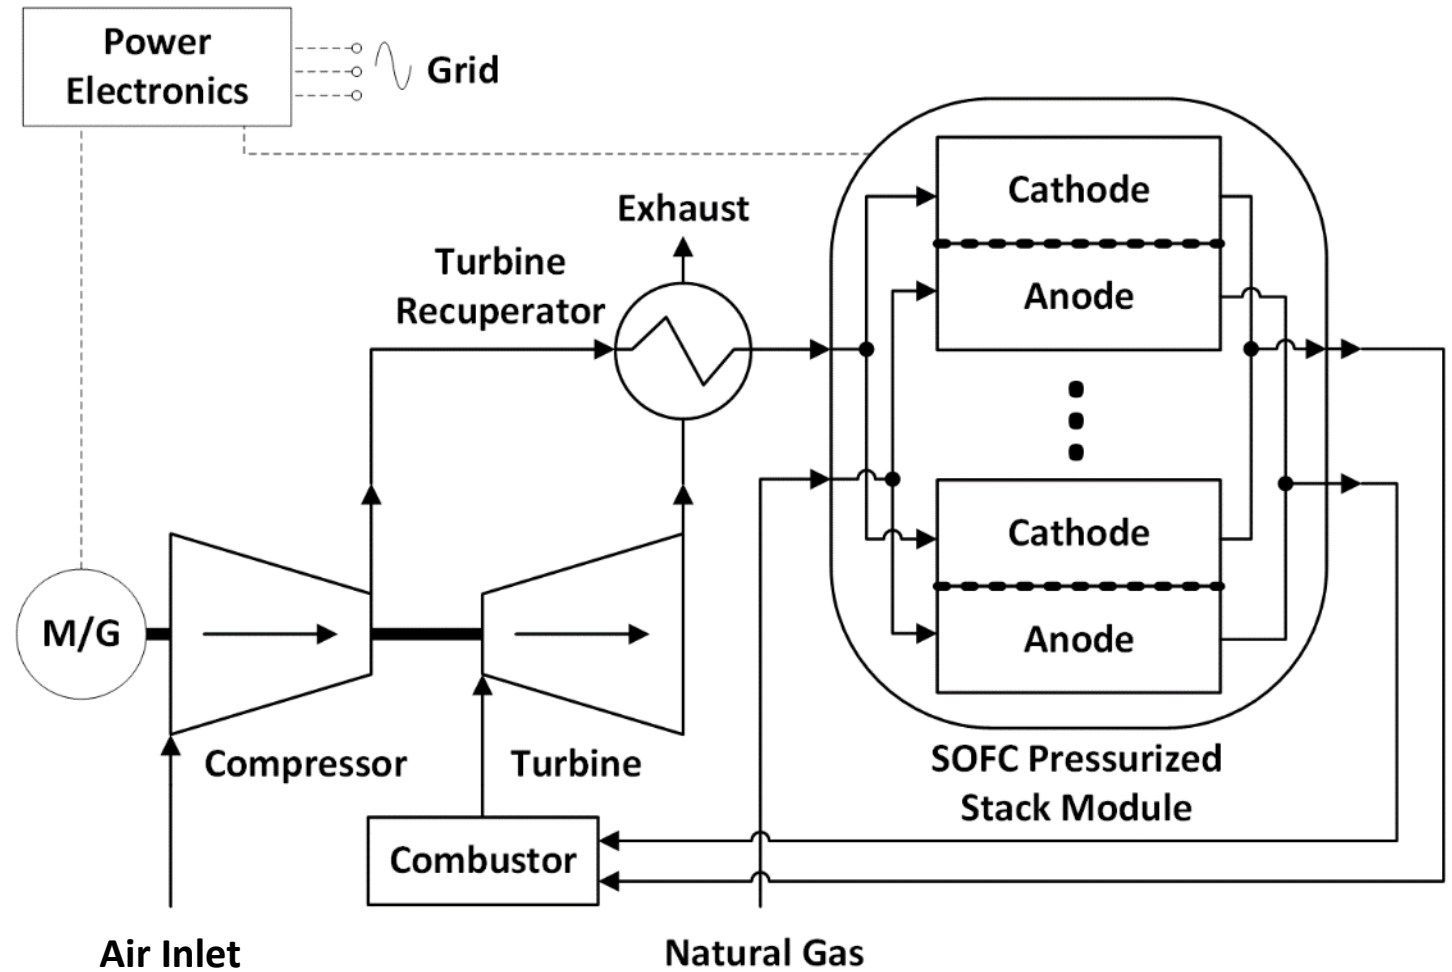 Power
Electronics
Grid
Exhaust
Turbine
Recuperator
Cathode
Anode
Cathode
Anode
M/G
Compressor
Turbine
SOFC Pressurized
Stack Module
Combustor
Air Inlet
Natural Gas